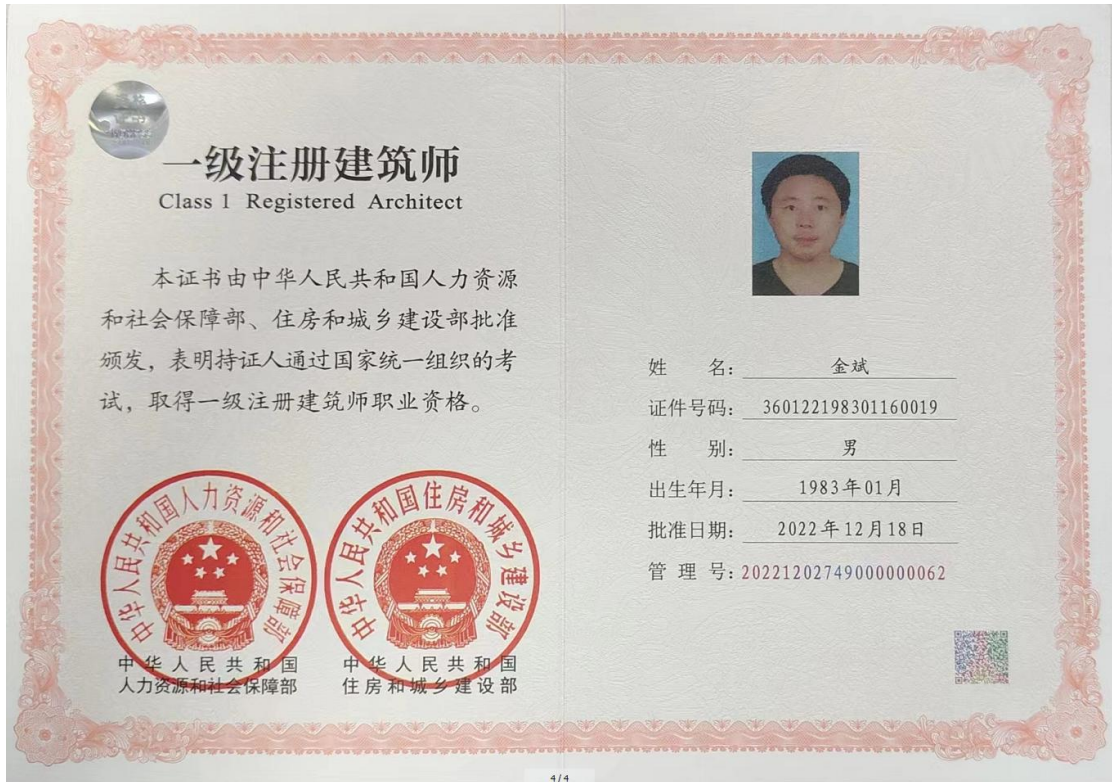 一级注册建筑师
Class 1 Registered Architect
本证书由中华人民共和国人力资源
和社会保障部、住房和城乡建设部批准
颁发，表明持证人通过国家统一组织的考
试，取得一级注册建筑师职业资格。
中华人民共和国人力资源和社会保障部
中华人民共和国住房和城乡建设部
中华人民共和国
人力资源和社会保障部
中华人民共和国
住房和城乡建设部
姓 名：金斌
证件号码：360122198301160019
性 别：男
出生年月：1983年01月
批准日期：2022年12月18日
管 理 号：20221202749000000062
4/4